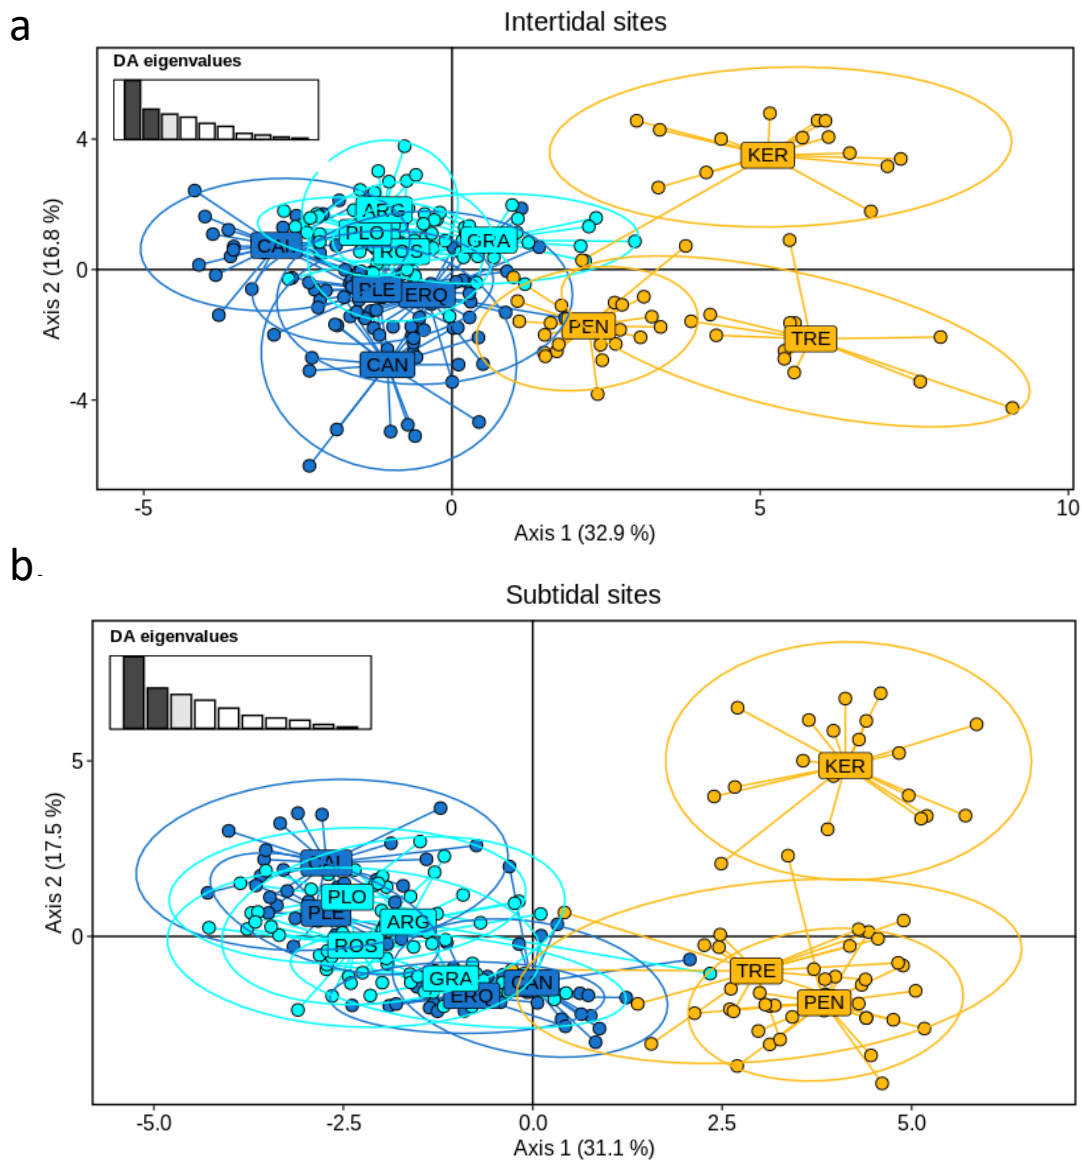 a
Intertidal sites
DA eigenvalues
4
0
-4
Axis 2 (16.8 %)
KER
ARG
PLO
GRA
ROS
CAL
PLE
ERQ
PEN
TRE
CAN
-5
0
5
10
Axis 1 (32.9 %)
b
Subtidal sites
DA eigenvalues
5
0
Axis 2 (17.5 %)
KER
CAL
PLO
PLE
ARG
ROS
GRA
CAN
ERQ
TRE
PEN
-5.0
-2.5
0.0
2.5
5.0
Axis 1 (31.1 %)